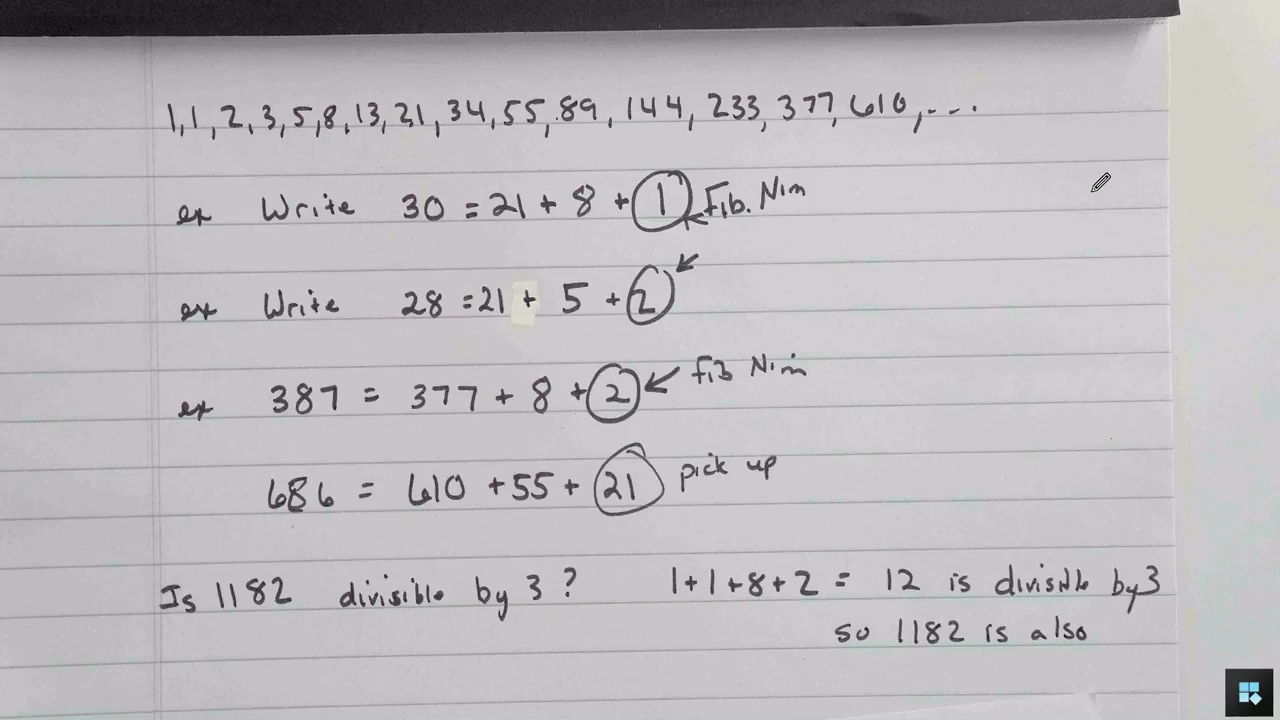 1, 1, 2, 3, 5, 8, 13, 21, 34, 55, 89, 144, 233, 377, 610, ...
ex Write 30 = 21 + 8 + 1 Fib. Nim
ex Write 28 = 21 + 5 + 2
ex 387 = 377 + 8 + 2 Fib Nim
686 = 610 + 55 + 21 pick up
Is 1182 divisible by 3? 1+1+8+2 = 12 is divisible by 3
so 1182 is also